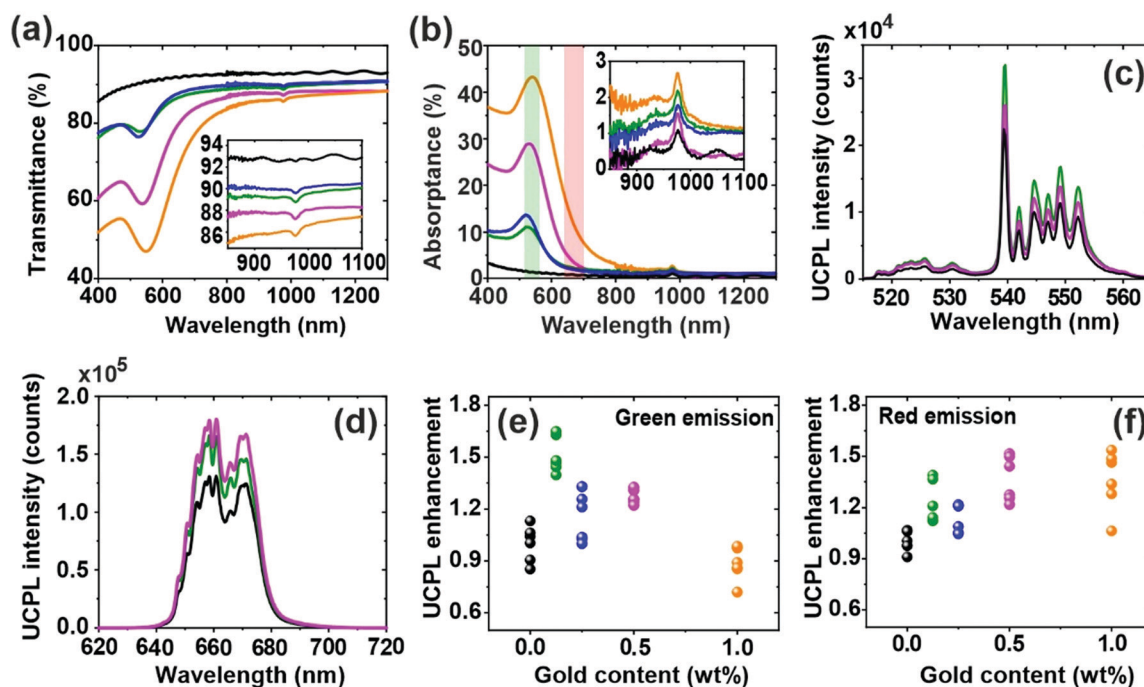 (a)
100
90
80
70
60
50
40
Transmittance (%)
400 600 800 1000 1200
Wavelength (nm)
94
92
90
88
86
900 1000 1100
(b)
50
40
30
20
10
0
Absorptance (%)
400 600 800 1000 1200
Wavelength (nm)
3
2
1
0
900 1000 1100
(c)
x10⁴
3
2
1
0
UCPL intensity (counts)
520 530 540 550 560
Wavelength (nm)
(d)
x10⁵
2.0
1.5
1.0
0.5
0.0
UCPL intensity (counts)
620 640 660 680 700 720
Wavelength (nm)
(e)
Green emission
1.8
1.5
1.2
0.9
0.6
UCPL enhancement
0.0 0.5 1.0
Gold content (wt%)
(f)
Red emission
1.8
1.5
1.2
0.9
0.6
UCPL enhancement
0.0 0.5 1.0
Gold content (wt%)